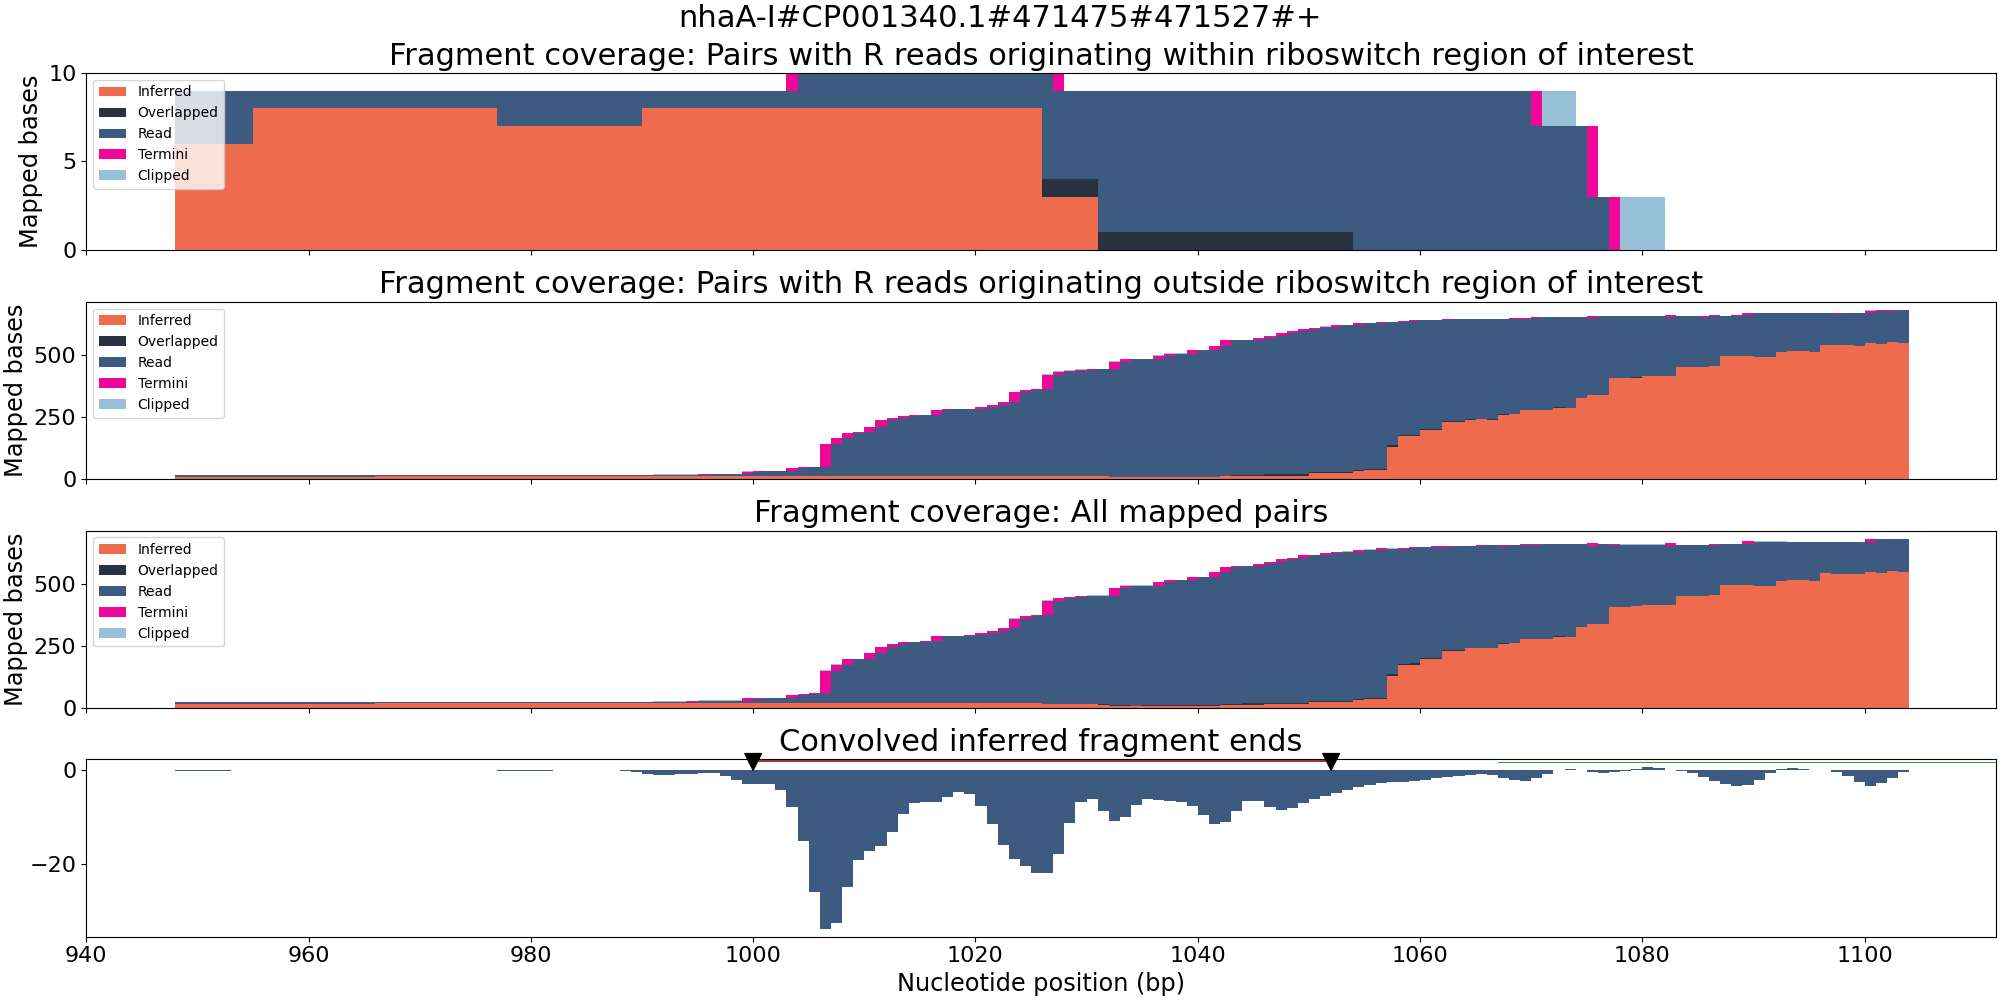 nhaA-I#CP001340.1#471475#471527#+
Fragment coverage: Pairs with R reads originating within riboswitch region of interest
Mapped bases
10
5
0
Inferred
Overlapped
Read
Termini
Clipped
Fragment coverage: Pairs with R reads originating outside riboswitch region of interest
Mapped bases
500
250
0
Inferred
Overlapped
Read
Termini
Clipped
Fragment coverage: All mapped pairs
Mapped bases
500
250
0
Inferred
Overlapped
Read
Termini
Clipped
Convolved inferred fragment ends
0
−20
940 960 980 1000 1020 1040 1060 1080 1100
Nucleotide position (bp)